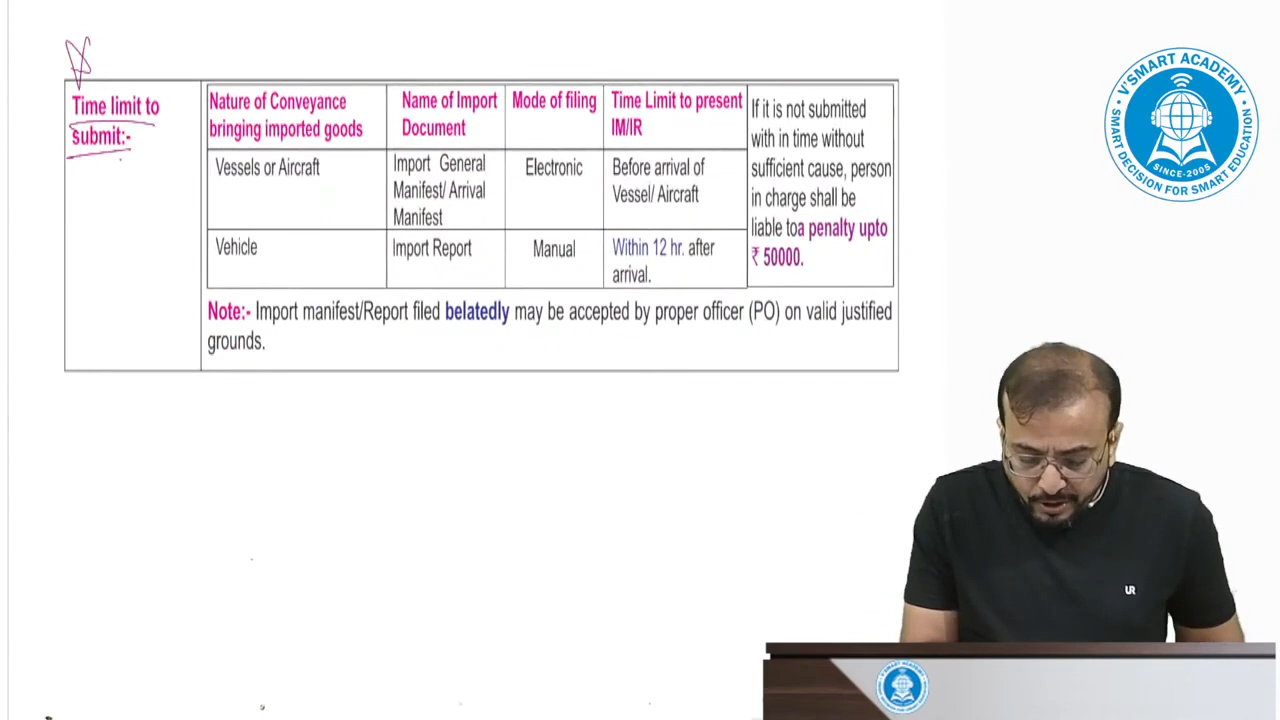 Time limit to
submit:-
Nature of Conveyance
bringing imported goods
Name of Import
Document
Mode of filing
Time Limit to present
IM/IR
Vessels or Aircraft
Import General
Manifest/ Arrival
Manifest
Electronic
Before arrival of
Vessel/ Aircraft
Vehicle
Import Report
Manual
Within 12 hr. after
arrival.
If it is not submitted
with in time without
sufficient cause, person
in charge shall be
liable toa penalty upto
₹ 50000.
Note:- Import manifest/Report filed belatedly may be accepted by proper officer (PO) on valid justified
grounds.
V'SMART ACADEMY
SINCE-2005
SMART DECISION FOR SMART EDUCATION
UR